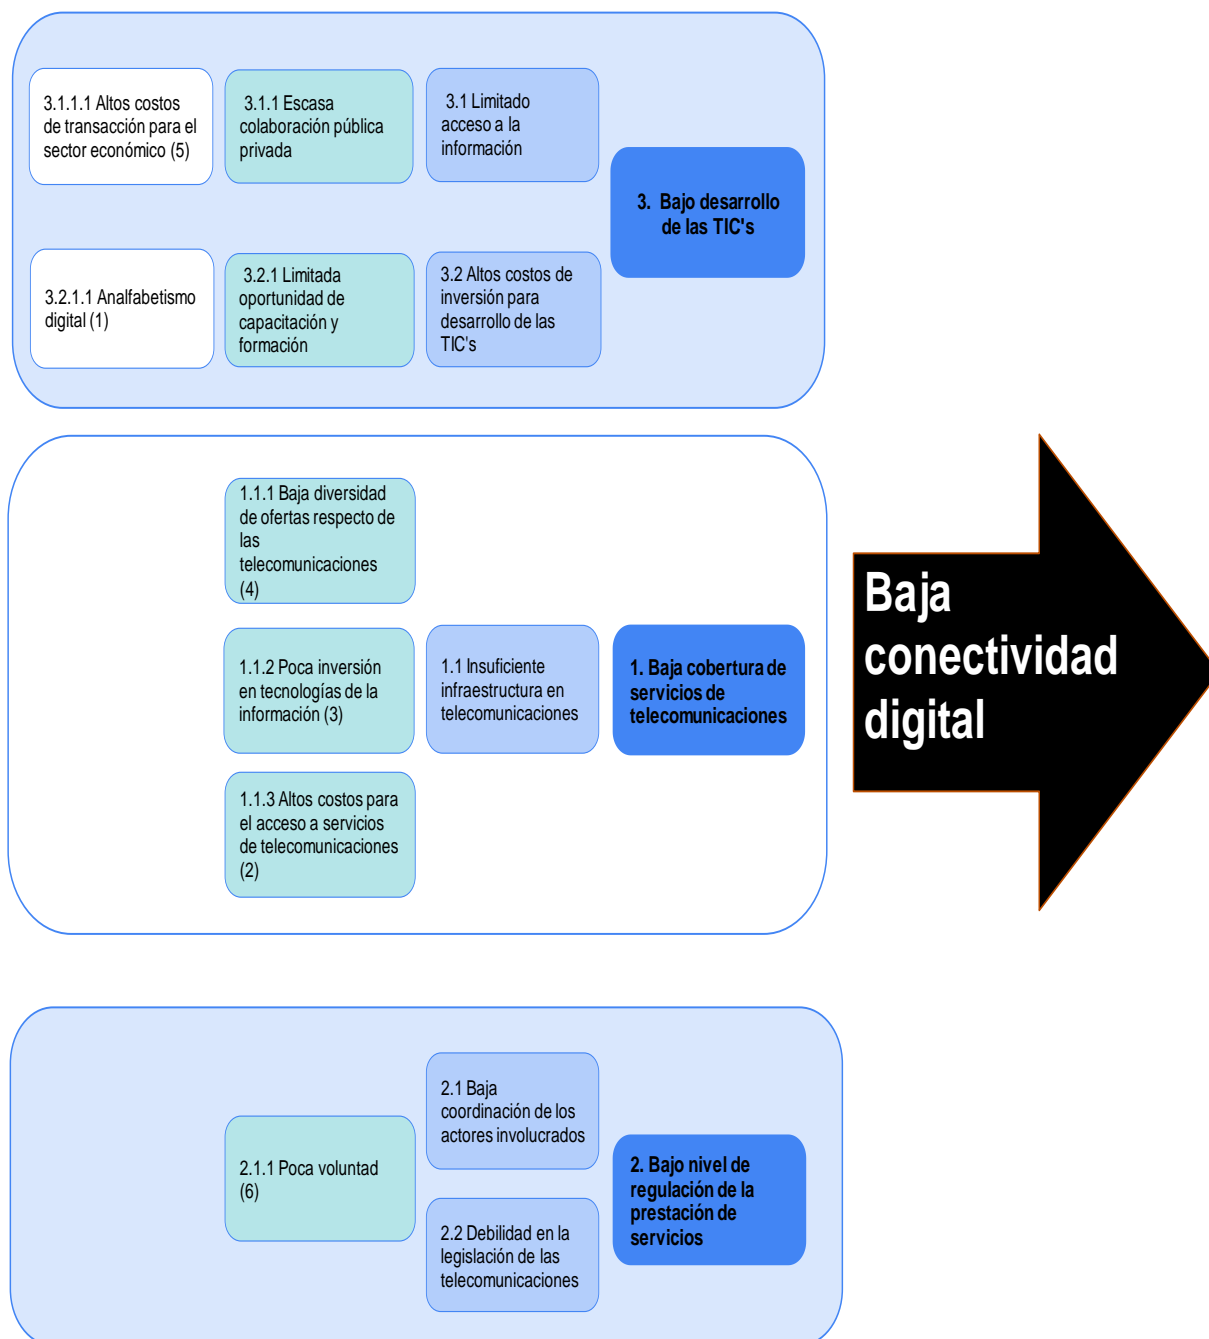 3.1.1.1 Altos costos
de transacción para el
sector económico (5)
3.1.1 Escasa
colaboración pública
privada
3.1 Limitado
acceso a la
información
3. Bajo desarrollo
de las TIC's
3.2.1.1 Analfabetismo
digital (1)
3.2.1 Limitada
oportunidad de
capacitación y
formación
3.2 Altos costos de
inversión para
desarrollo de las
TIC's
1.1.1 Baja diversidad
de ofertas respecto de
las
telecomunicaciones
(4)
1.1.2 Poca inversión
en tecnologías de la
información (3)
1.1 Insuficiente
infraestructura en
telecomunicaciones
1. Baja cobertura de
servicios de
telecomunicaciones
1.1.3 Altos costos para
el acceso a servicios
de telecomunicaciones
(2)
Baja
conectividad
digital
2.1 Baja
coordinación de los
actores involucrados
2.1.1 Poca voluntad
(6)
2. Bajo nivel de
regulación de la
prestación de
servicios
2.2 Debilidad en la
legislación de las
telecomunicaciones